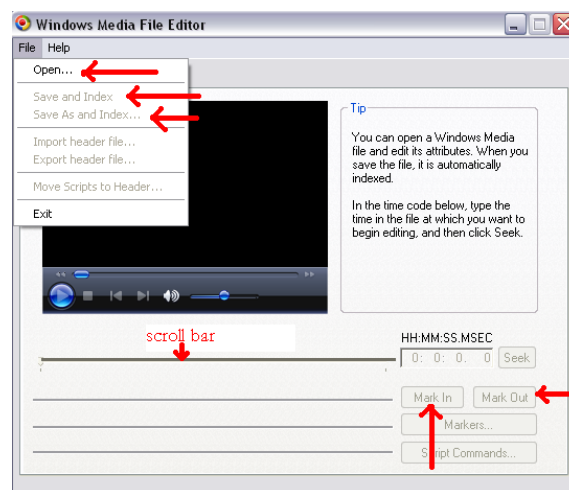 Windows Media File Editor
File Help
Open...
Save and Index
Save As and Index...
Import header file...
Export header file...
Move Scripts to Header...
Exit
Tip
You can open a Windows Media
file and edit its attributes. When you
save the file, it is automatically
indexed.
In the time code below, type the
time in the file at which you want to
begin editing, and then click Seek.
scroll bar
HH:MM:SS.MSEC
0: 0: 0. 0 Seek
Mark In Mark Out
Markers...
Script Commands...